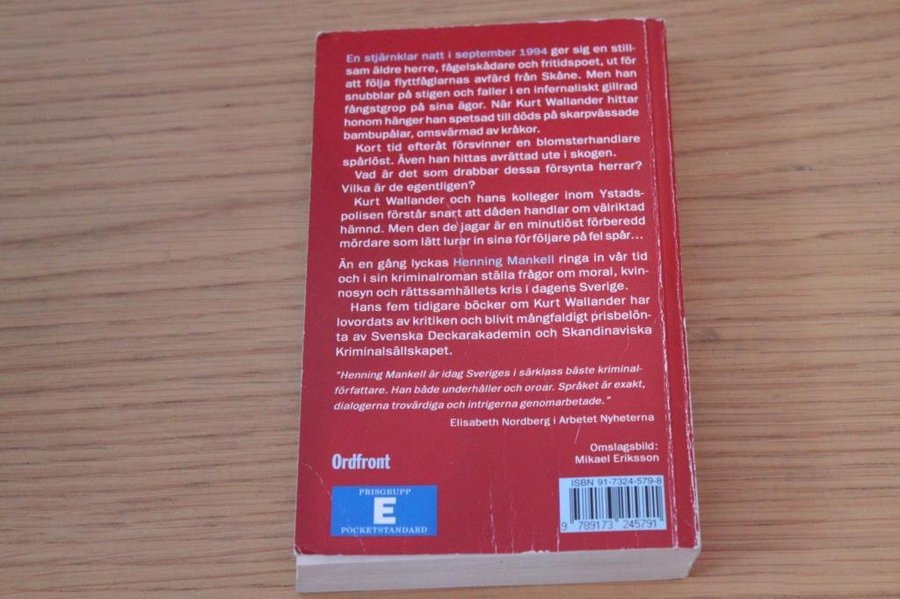 En stjärnklar natt i september 1994 ger sig en still-
sam äldre herre, fågelskådare och fritidspoet, ut för
att följa flyttfåglarnas avfärd från Skåne. Men han
snubblar på stigen och faller i en infernaliskt gillrad
fångstgrop på sina ägor. När Kurt Wallander hittar
honom hänger han spetsad till döds på skarpvässade
bambupålar, omsvärmad av kråkor.
Kort tid efteråt försvinner en blomsterhandlare
spårlöst. Även han hittas avrättad ute i skogen.
Vad är det som drabbar dessa försynta herrar?
Vilka är de egentligen?
Kurt Wallander och hans kolleger inom Ystads-
polisen förstår snart att dåden handlar om välriktad
hämnd. Men den de jagar är en minutiöst förberedd
mördare som lätt lurar in sina förföljare på fel spår...
Än en gång lyckas Henning Mankell ringa in vår tid
och i sin kriminalroman ställa frågor om moral, kvin-
nosyn och rättssamhällets kris i dagens Sverige.
Hans fem tidigare böcker om Kurt Wallander har
lovordats av kritiken och blivit mångfaldigt prisbelön-
ta av Svenska Deckarakademin och Skandinaviska
Kriminalsällskapet.
"Henning Mankell är idag Sveriges i särklass bäste kriminal-
författare. Han både underhåller och oroar. Språket är exakt,
dialogerna trovärdiga och intrigerna genomarbetade."
Elisabeth Nordberg i Arbetet Nyheterna
Omslagsbild:
Mikael Eriksson
Ordfront
PRISGRUPP
E
POCKETSTANDARD
ISBN 91-7324-579-8
9 789173 245791